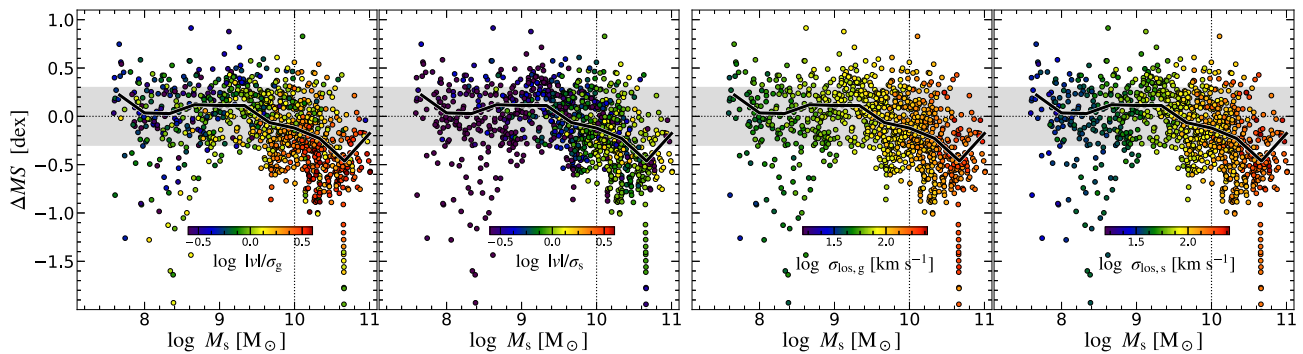 1.0
0.5
0.0
−0.5
−1.0
−1.5
ΔMS [dex]
−0.5 0.0 0.5
log |v|/σg
−0.5 0.0 0.5
log |v|/σs
1.5 2.0
log σlos, g [km s−1]
1.5 2.0
log σlos, s [km s−1]
8 9 10 11
8 9 10 11
8 9 10 11
8 9 10 11
log Ms [M⊙]
log Ms [M⊙]
log Ms [M⊙]
log Ms [M⊙]